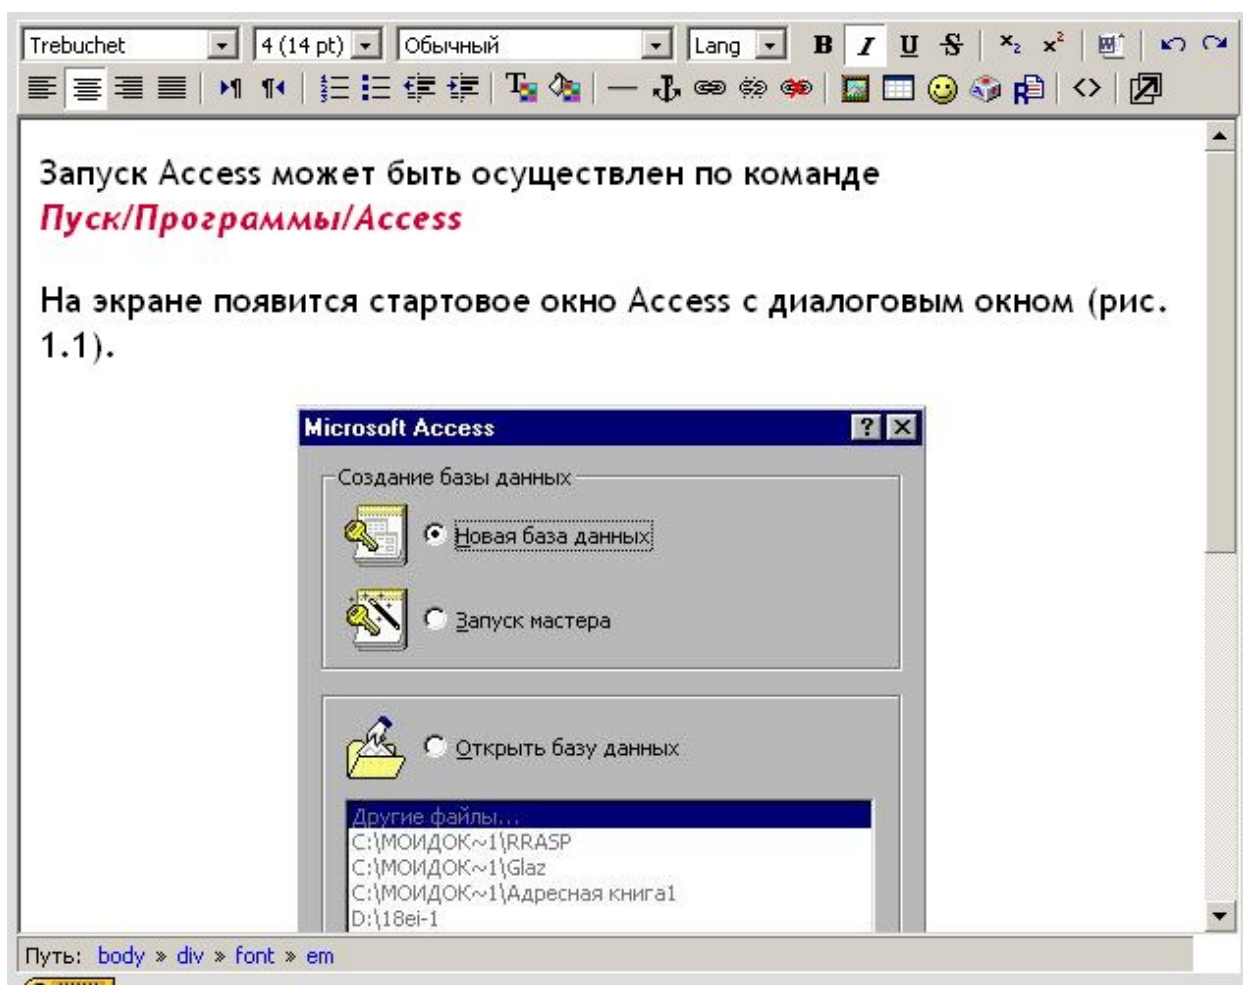 Trebuchet 4 (14 pt) Обычный Lang B I U S x₂ x²
Запуск Access может быть осуществлен по команде
Пуск/Программы/Access
На экране появится стартовое окно Access с диалоговым окном (рис.
1.1).
Microsoft Access
Создание базы данных
Новая база данных
Запуск мастера
Открыть базу данных
Другие файлы...
C:\МОИДОК~1\RRASP
C:\МОИДОК~1\Glaz
C:\МОИДОК~1\Адресная книга1
D:\18ei-1
Путь: body » div » font » em